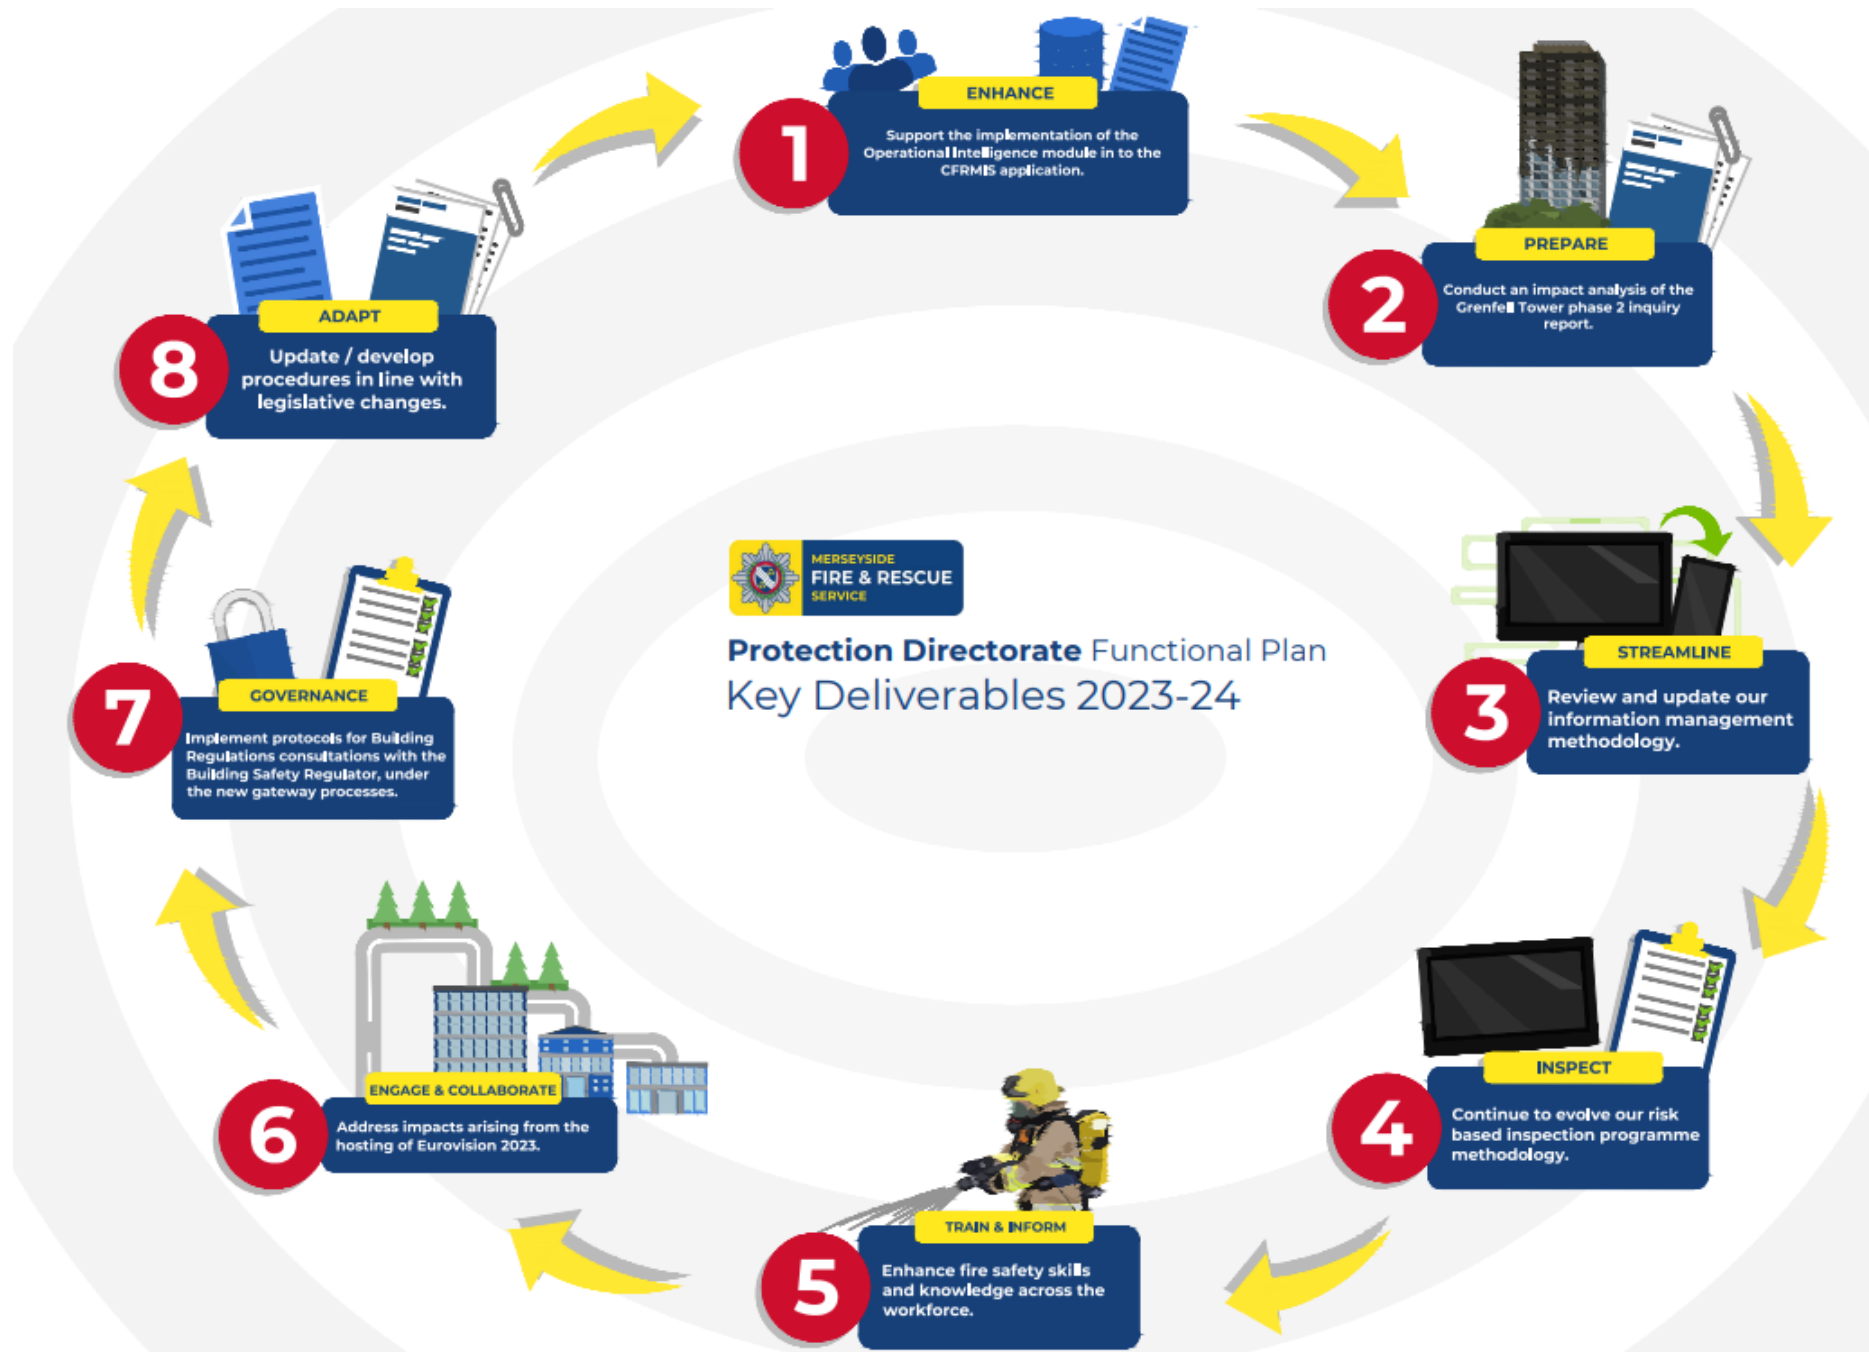 1
ENHANCE
Support the implementation of the
Operational Intelligence module in to the
CFRMIS application.
2
PREPARE
Conduct an impact analysis of the
Grenfell Tower phase 2 inquiry
report.
3
STREAMLINE
Review and update our
information management
methodology.
4
INSPECT
Continue to evolve our risk
based inspection programme
methodology.
5
TRAIN & INFORM
Enhance fire safety skills
and knowledge across the
workforce.
6
ENGAGE & COLLABORATE
Address impacts arising from the
hosting of Eurovision 2023.
7
GOVERNANCE
Implement protocols for Building
Regulations consultations with the
Building Safety Regulator, under
the new gateway processes.
8
ADAPT
Update / develop
procedures in line with
legislative changes.
MERSEYSIDE
FIRE & RESCUE
SERVICE
Protection Directorate Functional Plan
Key Deliverables 2023-24